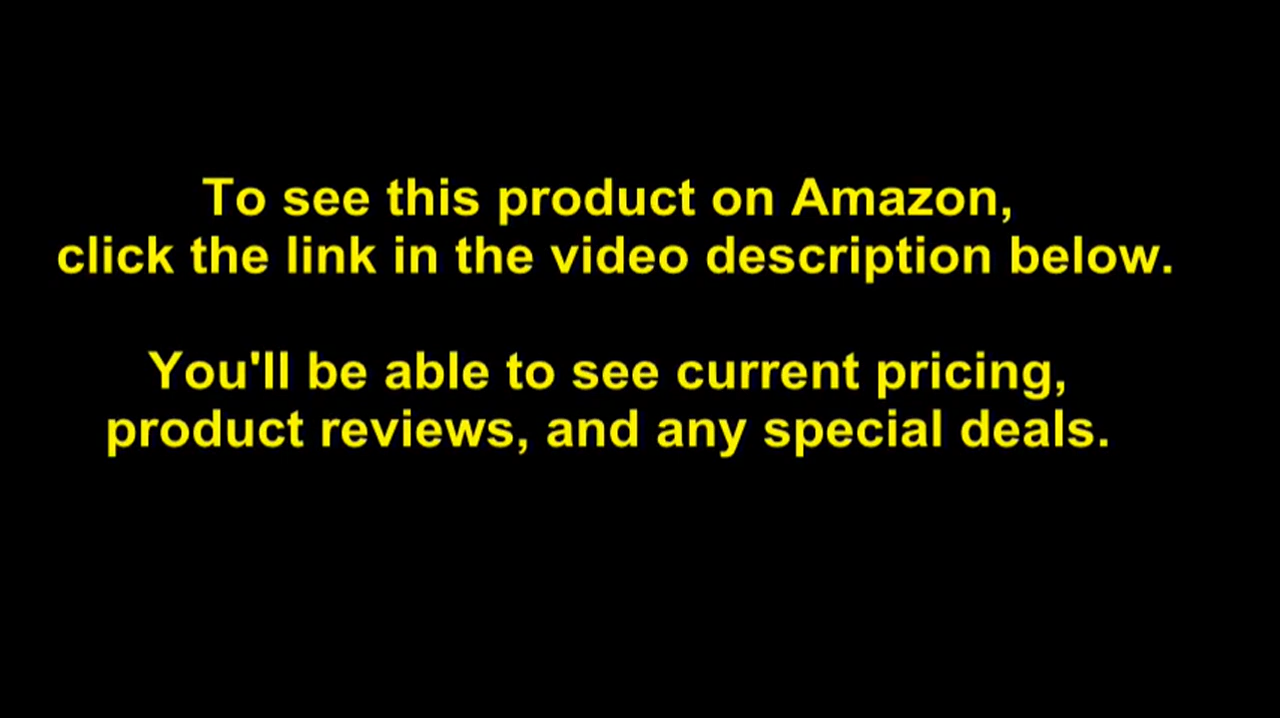 To see this product on Amazon,
click the link in the video description below.
You'll be able to see current pricing,
product reviews, and any special deals.